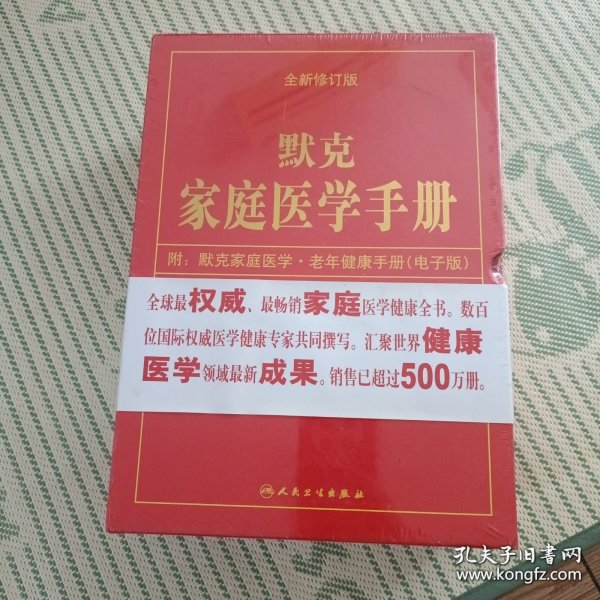 全新修订版
默克
家庭医学手册
附：默克家庭医学·老年健康手册（电子版）
全球最权威、最畅销家庭医学健康全书。数百
位国际权威医学健康专家共同撰写。汇聚世界健康
医学领域最新成果。销售已超过500万册。
人民卫生出版社
孔夫子旧书网
www.kongfz.com